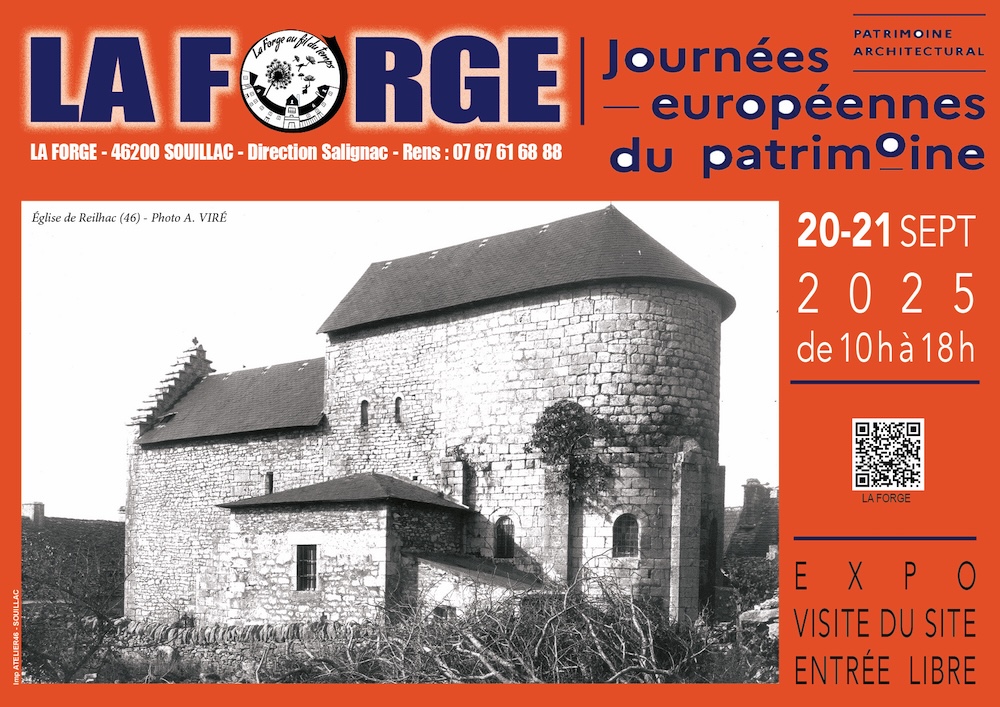 LA FORGE
La Forge au fil du temps
LA FORGE - 46200 SOUILLAC - Direction Salignac - Rens : 07 67 61 68 88
Journées
européennes
du patrimoine
PATRIMOINE
ARCHITECTURAL
Église de Reilhac (46) - Photo A. VIRÉ
20-21 SEPT
2025
de 10h à 18h
LA FORGE
EXPO
VISITE DU SITE
ENTRÉE LIBRE
Imp ATELIER46 - SOUILLAC